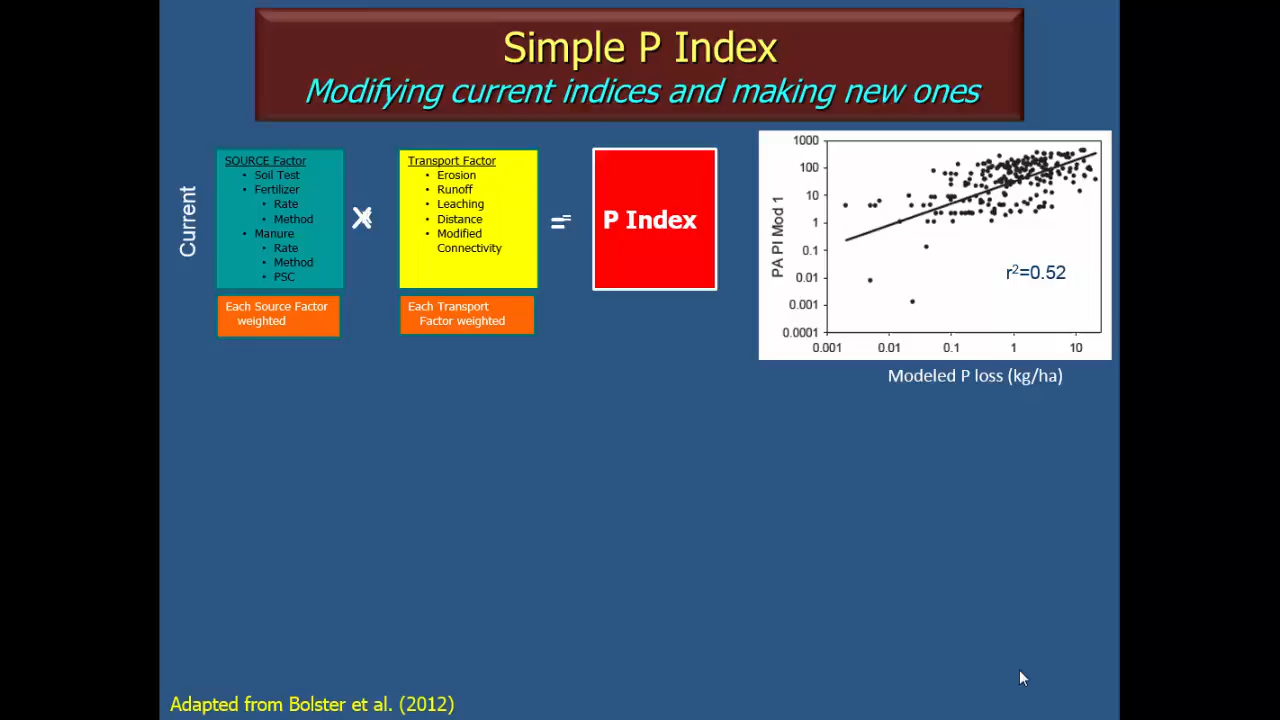 Simple P Index
Modifying current indices and making new ones
Current
SOURCE Factor
• Soil Test
• Fertilizer
• Rate
• Method
• Manure
• Rate
• Method
• PSC
Each Source Factor
weighted
X
Transport Factor
• Erosion
• Runoff
• Leaching
• Distance
• Modified
Connectivity
Each Transport
Factor weighted
=
P Index
PA PI Mod 1
1000
100
10
1
0.1
0.01
0.001
0.0001
r²=0.52
0.001 0.01 0.1 1 10
Modeled P loss (kg/ha)
Adapted from Bolster et al. (2012)